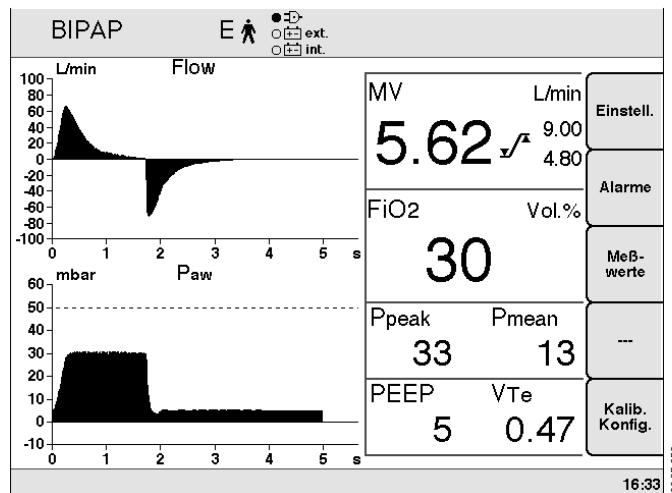 BIPAP E ext.
int.
L/min Flow
100
80
60
40
20
0
-20
-40
-60
-80
-100
0 1 2 3 4 5 s
mbar Paw
60
50
40
30
20
10
0
-10
0 1 2 3 4 5 s
MV L/min
5.62 9.00
4.80
FiO2 Vol.%
30
Ppeak Pmean
33 13
PEEP VTe
5 0.47
Einstell.
Alarme
Meß-
werte
---
Kalib.
Konfig.
16:33